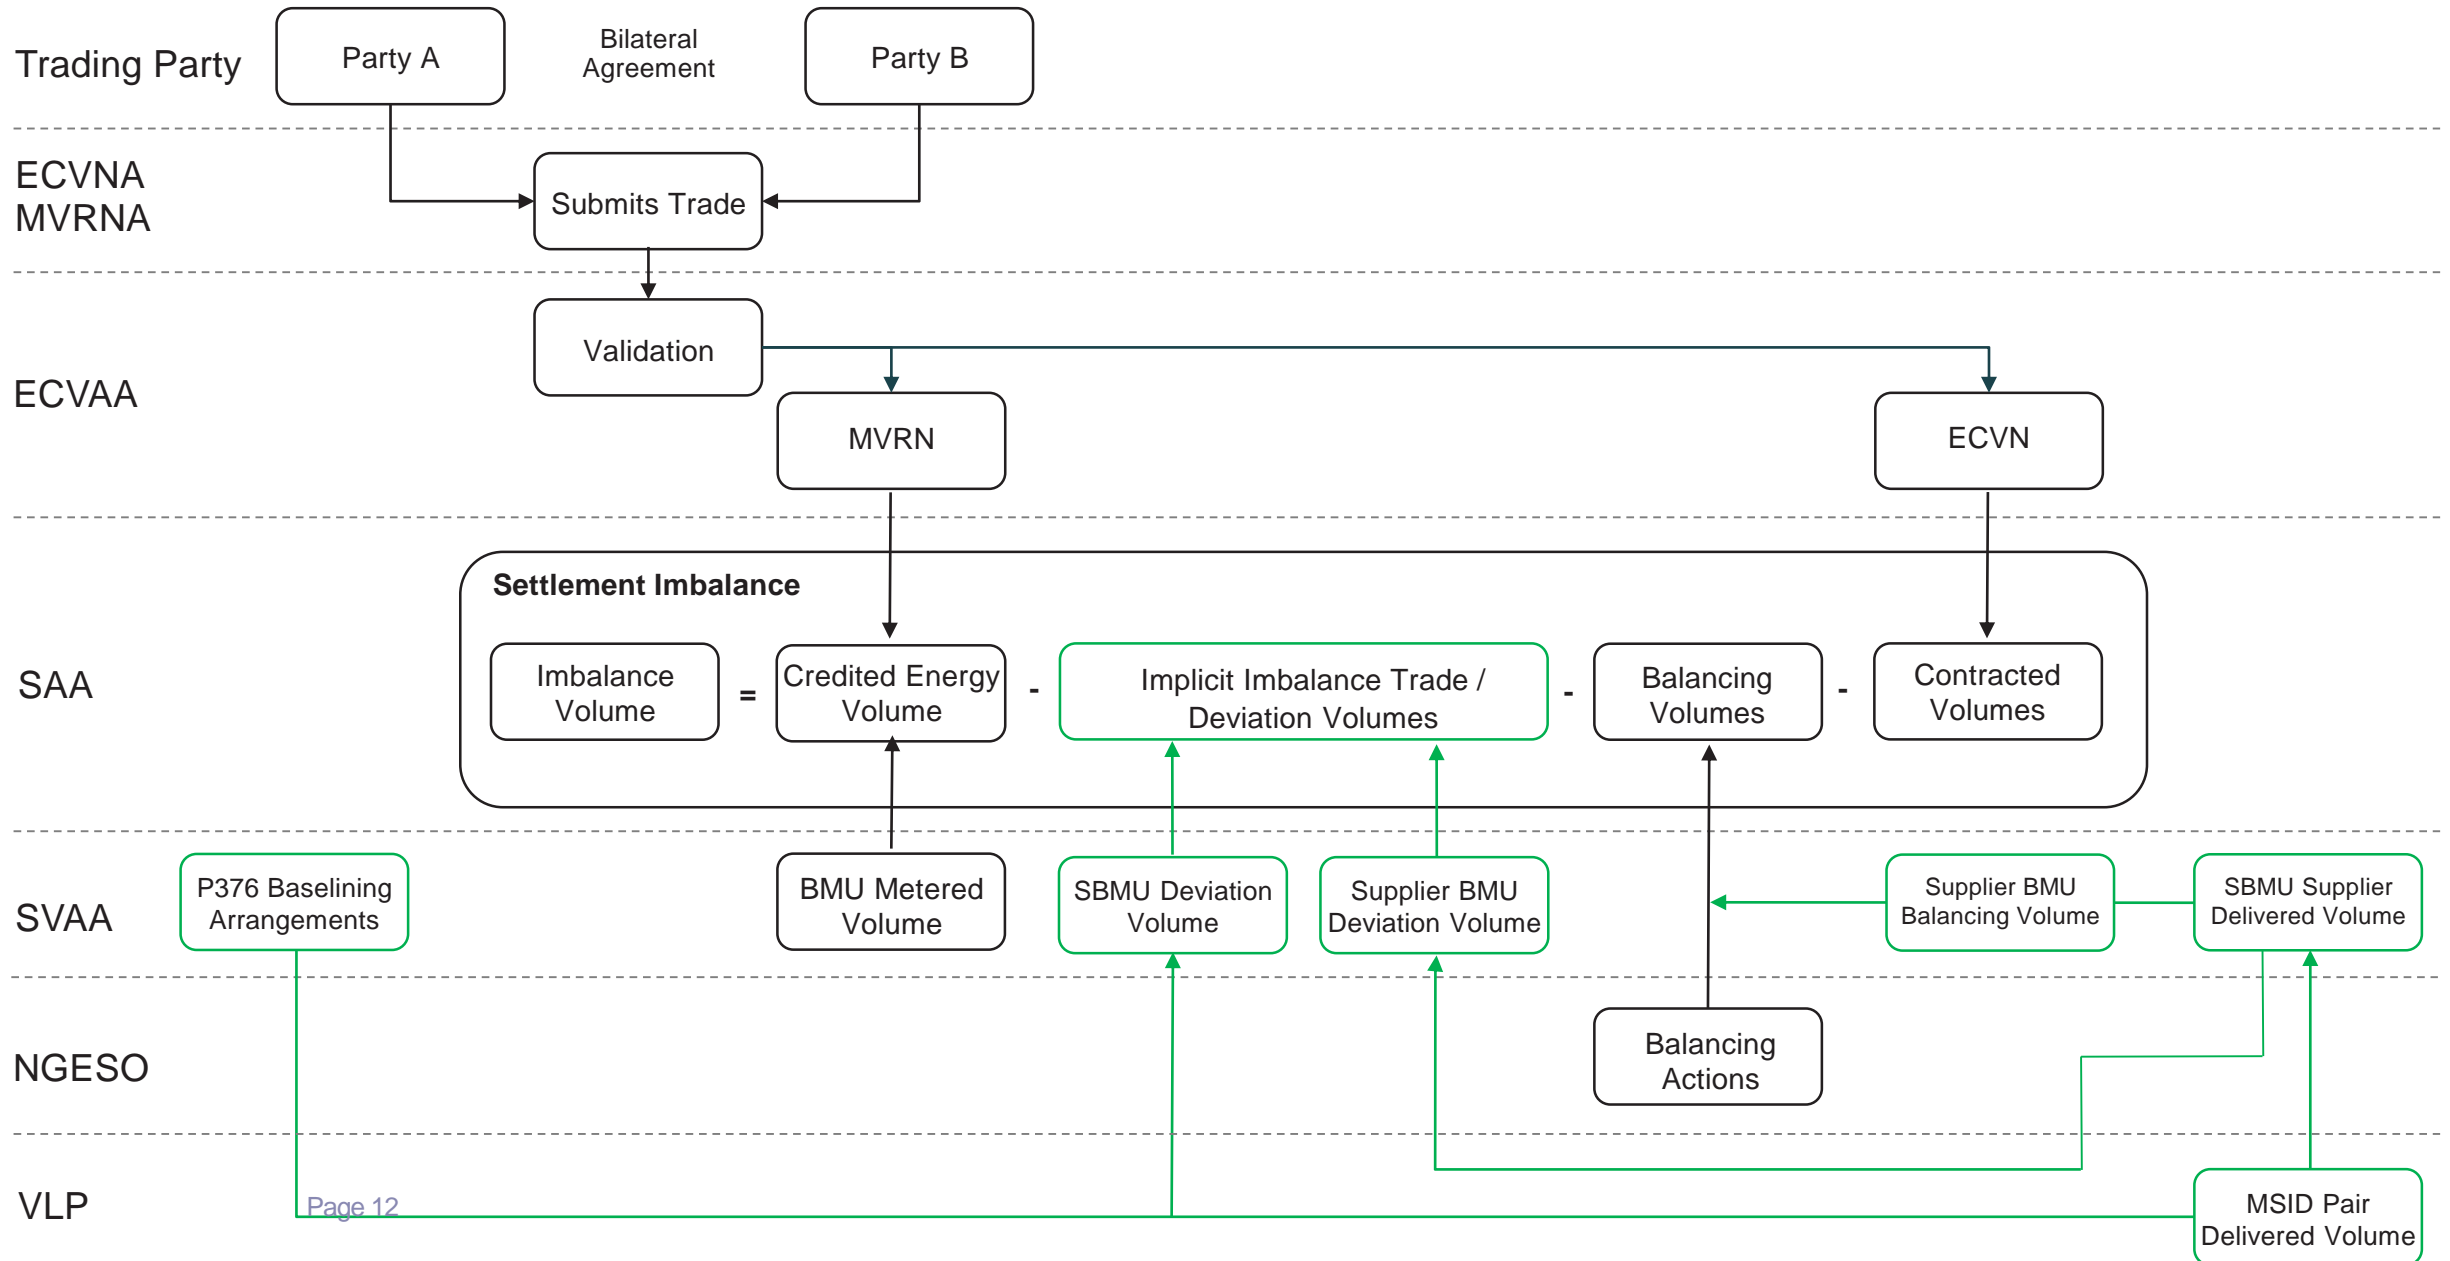 Trading Party
Party A
Bilateral
Agreement
Party B
ECVNA
MVRNA
Submits Trade
ECVAA
Validation
MVRN
ECVN
Settlement Imbalance
SAA
Imbalance
Volume
=
Credited Energy
Volume
-
Implicit Imbalance Trade /
Deviation Volumes
-
Balancing
Volumes
-
Contracted
Volumes
SVAA
P376 Baselining
Arrangements
BMU Metered
Volume
SBMU Deviation
Volume
Supplier BMU
Deviation Volume
Supplier BMU
Balancing Volume
SBMU Supplier
Delivered Volume
NGESO
Balancing
Actions
VLP
Page 12
MSID Pair
Delivered Volume